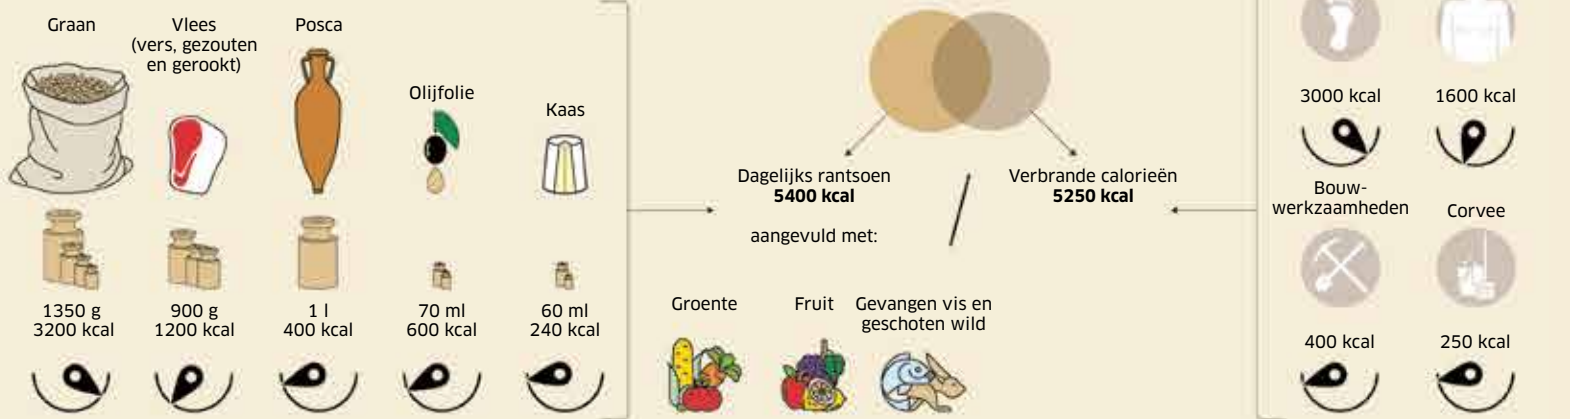 Graan
Vlees
(vers, gezouten
en gerookt)
Posca
Olijfolie
Kaas
1350 g
3200 kcal
900 g
1200 kcal
1 l
400 kcal
70 ml
600 kcal
60 ml
240 kcal
Dagelijks rantsoen
5400 kcal
aangevuld met:
Groente
Fruit
Gevangen vis en
geschoten wild
Verbrande calorieën
5250 kcal
3000 kcal
1600 kcal
Bouw-
werkzaamheden
Corvee
400 kcal
250 kcal